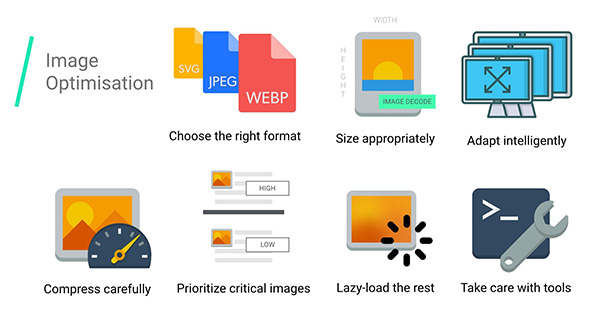 Image
Optimisation
SVG
JPEG
WEBP
Choose the right format
WIDTH
HEIGHT
IMAGE DECODE
Size appropriately
Adapt intelligently
Compress carefully
HIGH
LOW
Prioritize critical images
Lazy-load the rest
>_
Take care with tools